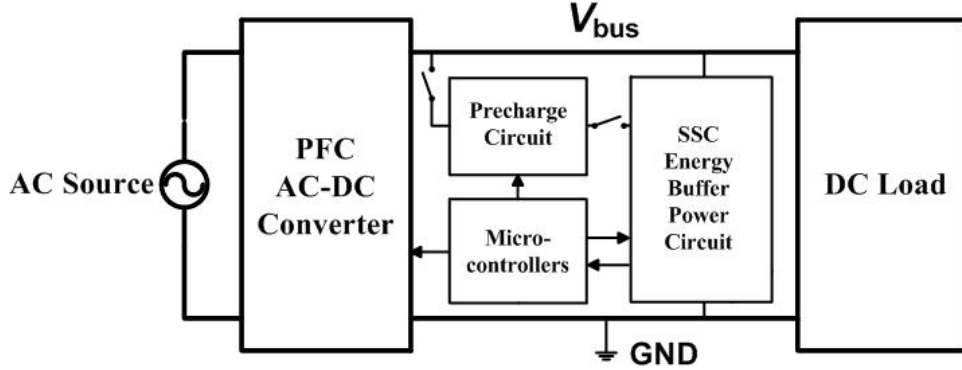 V_bus
AC Source
PFC
AC-DC
Converter
Precharge
Circuit
Micro-
controllers
SSC
Energy
Buffer
Power
Circuit
DC Load
GND